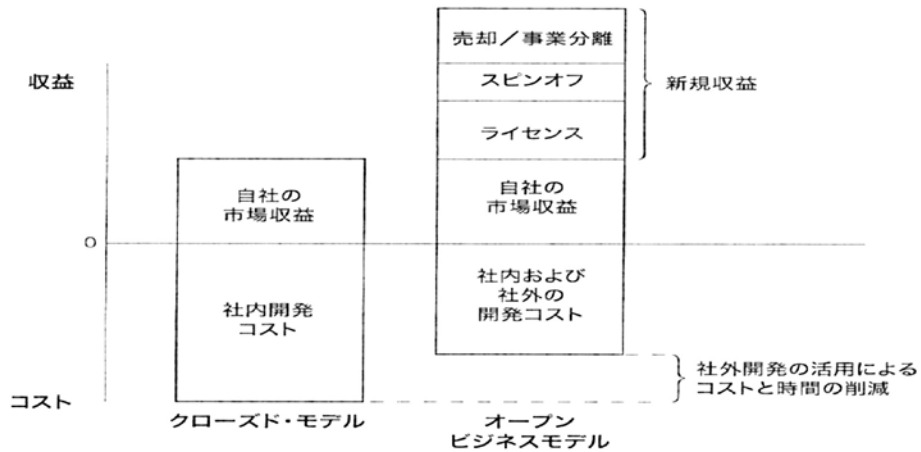 売却／事業分離
収益
スピンオフ
新規収益
ライセンス
自社の
市場収益
自社の
市場収益
0
社内開発
コスト
社内および
社外の
開発コスト
社外開発の活用による
コストと時間の削減
コスト
クローズド・モデル
オープン
ビジネスモデル